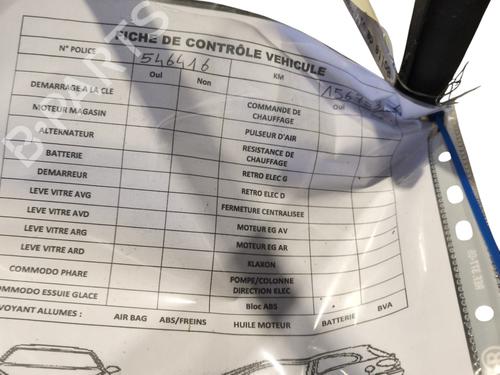 FICHE DE CONTRÔLE VEHICULE
N° POLICE 546416 KM
Oui Non Oui
DEMARRAGE A LA CLE COMMANDE DE CHAUFFAGE
MOTEUR MAGASIN PULSEUR D'AIR
ALTERNATEUR RESISTANCE DE CHAUFFAGE
BATTERIE RETRO ELEC G
DEMARREUR RETRO ELEC D
LEVE VITRE AVG FERMETURE CENTRALISEE
LEVE VITRE AVD MOTEUR EG AV
LEVE VITRE ARG MOTEUR EG AR
LEVE VITRE ARD KLAXON
COMMODO PHARE POMPE/COLONNE DIRECTION ELEC
COMMODO ESSUIE GLACE Bloc ABS
VOYANT ALLUMES : AIR BAG ABS/FREINS HUILE MOTEUR BATTERIE BVA
B-PARTS